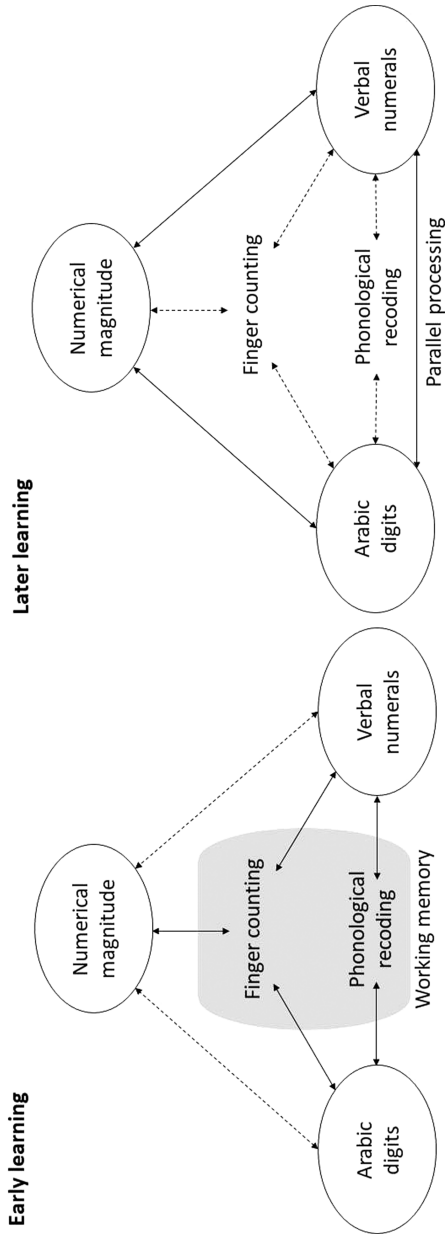 Early learning
Numerical
magnitude
Finger counting
Phonological
recoding
Working memory
Arabic
digits
Verbal
numerals
Later learning
Numerical
magnitude
Finger counting
Phonological
recoding
Parallel processing
Arabic
digits
Verbal
numerals